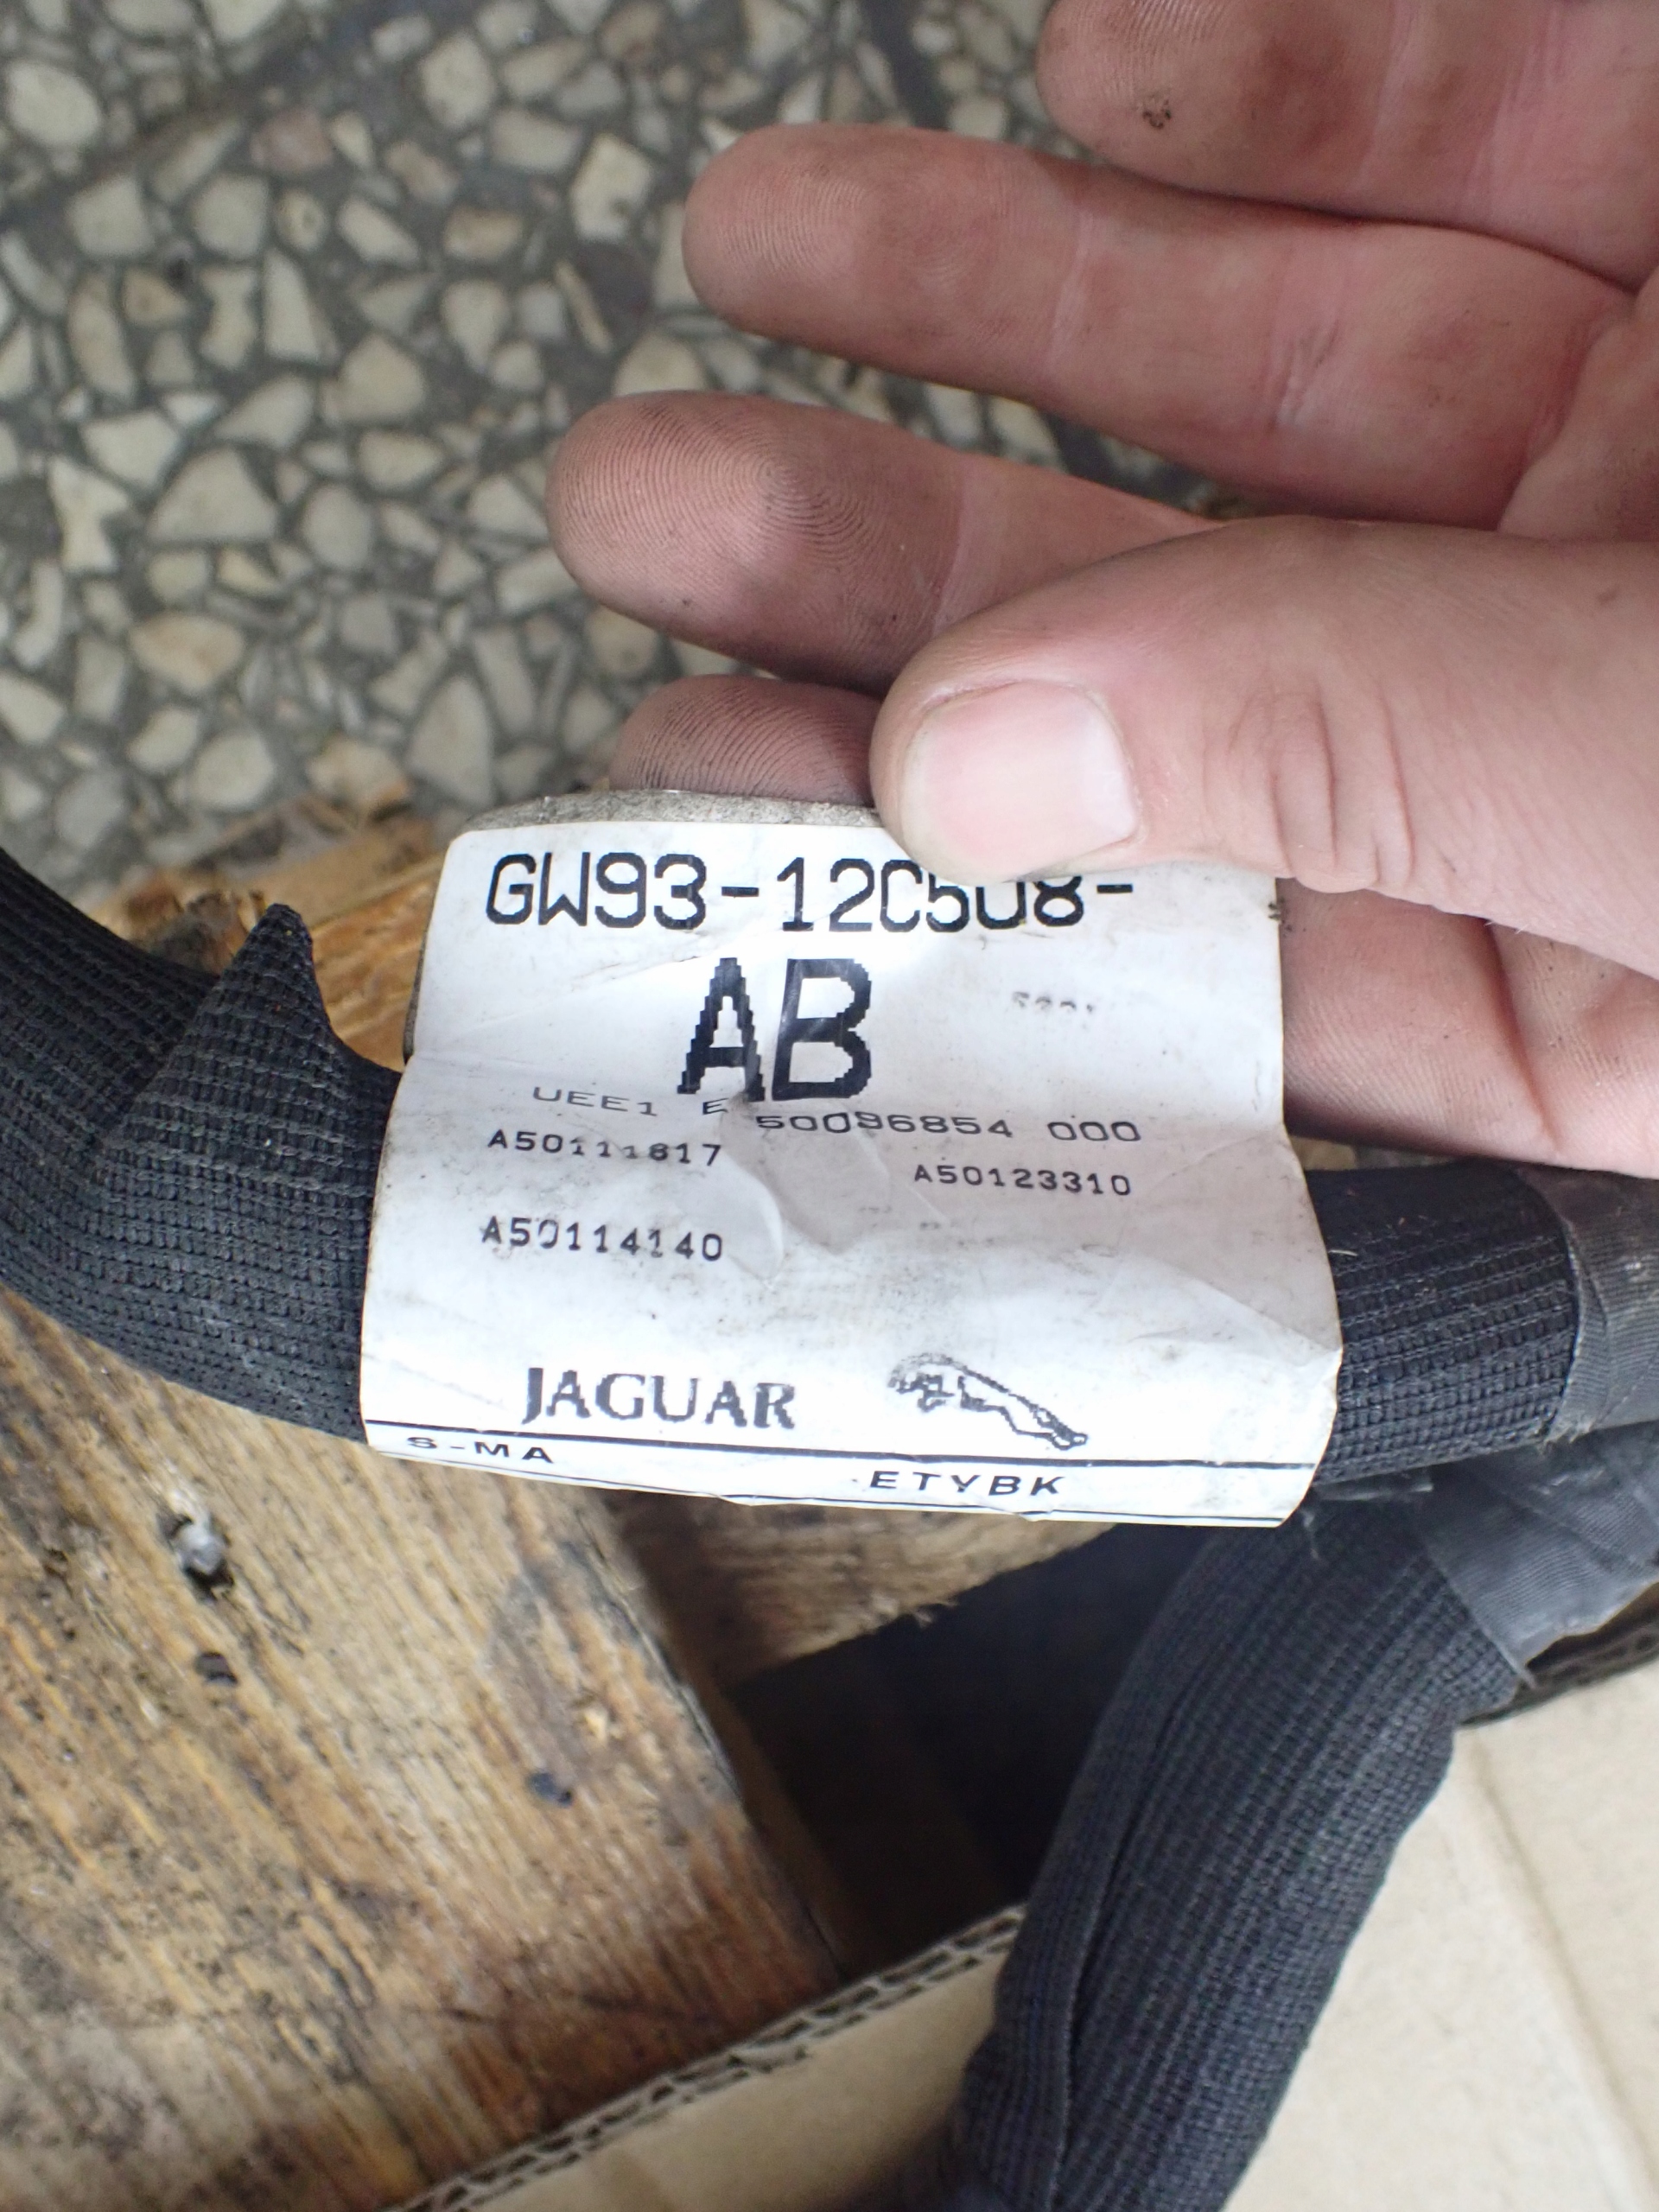 GW93-12C508-
AB
UEE1 E 50096854 000
A50111817
A50123310
A50114140
JAGUAR
S-MA ETYBK